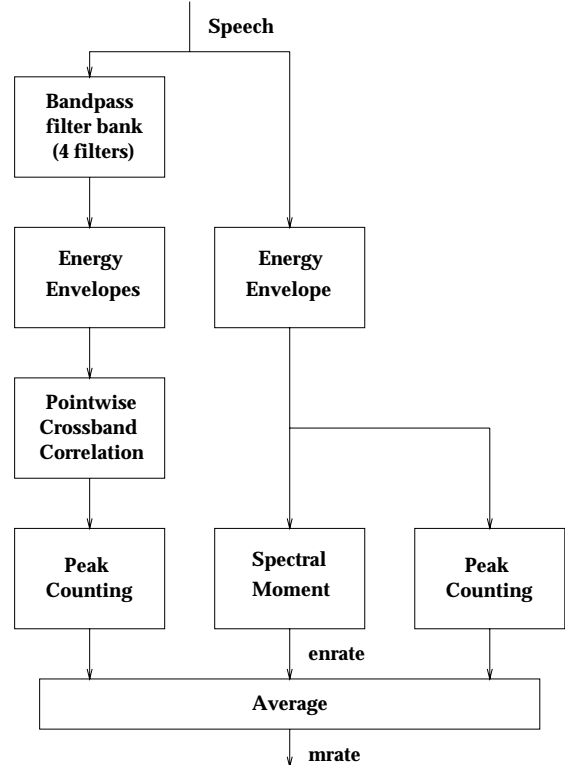 Speech
Bandpass
filter bank
(4 filters)
Energy
Envelopes
Energy
Envelope
Pointwise
Crossband
Correlation
Peak
Counting
Spectral
Moment
Peak
Counting
enrate
Average
mrate